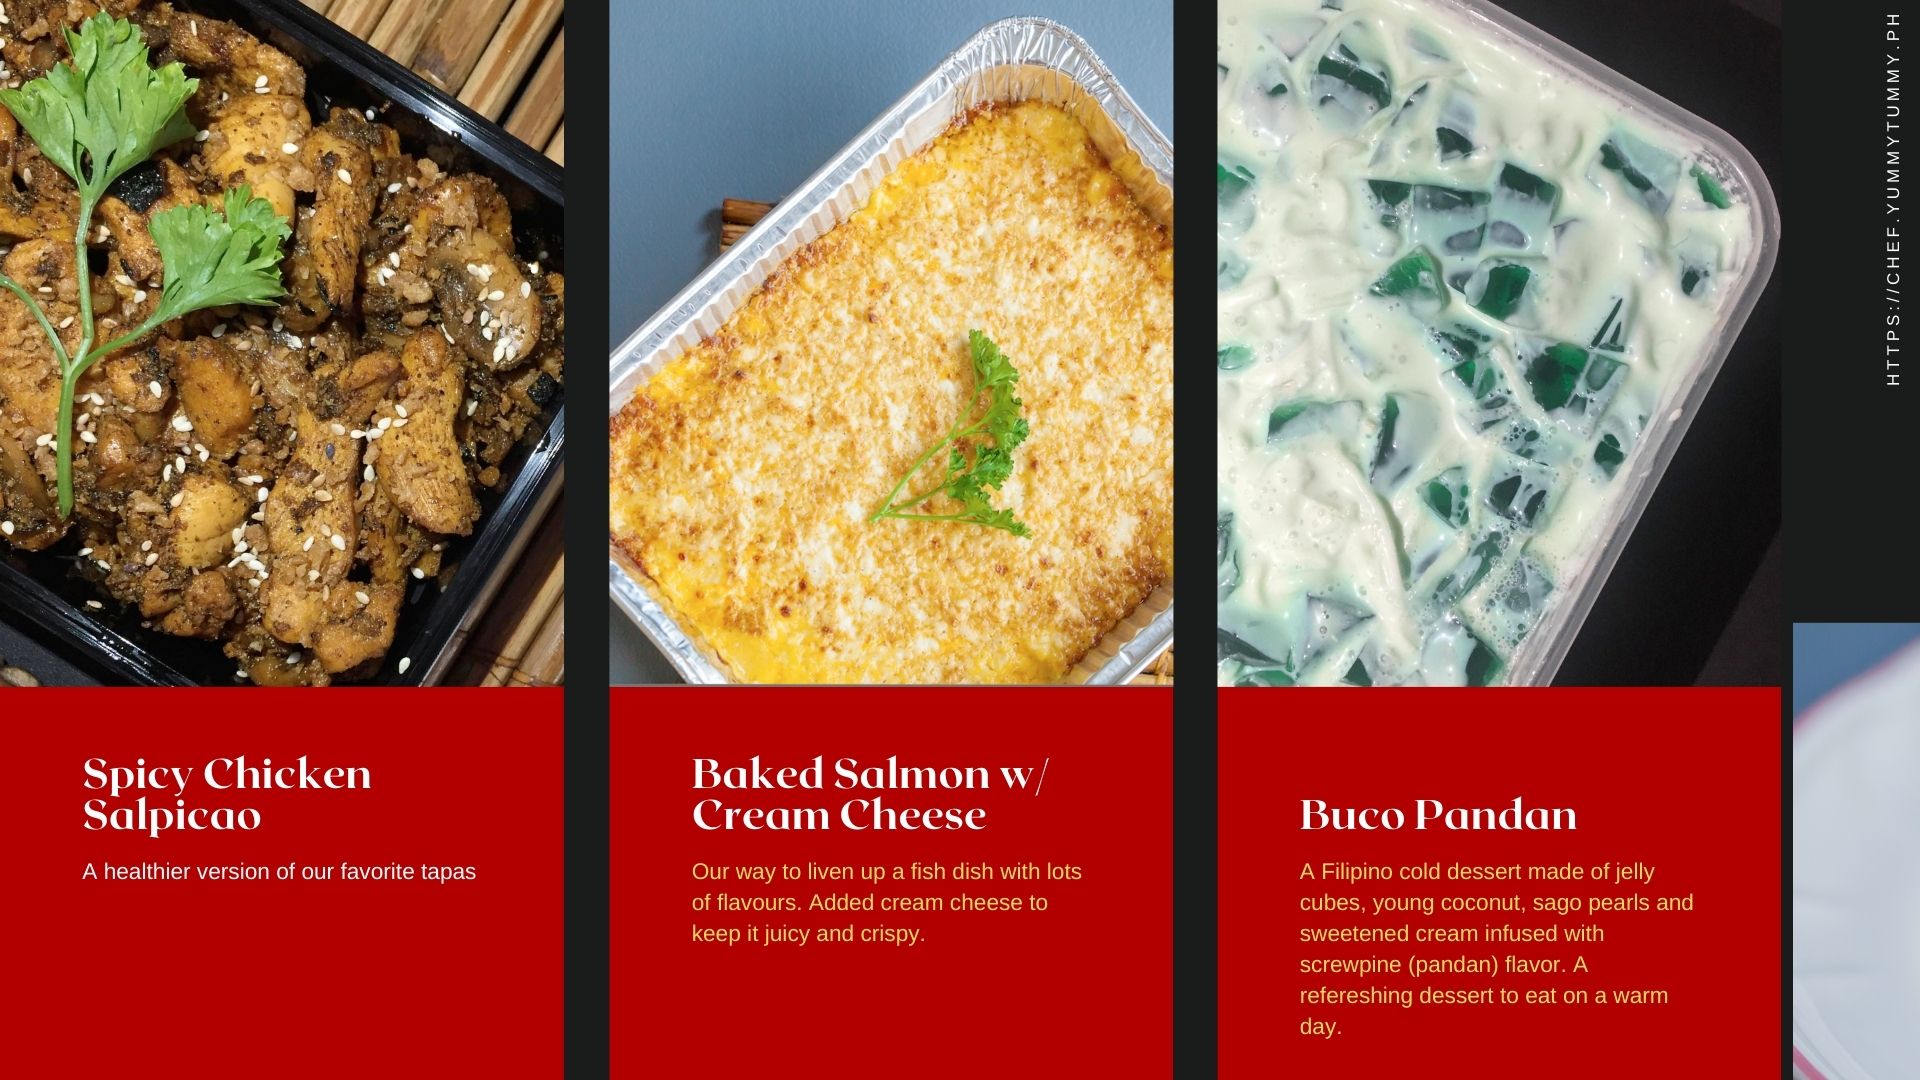 Spicy Chicken
Salpicao
A healthier version of our favorite tapas
Baked Salmon w/
Cream Cheese
Our way to liven up a fish dish with lots
of flavours. Added cream cheese to
keep it juicy and crispy.
Buco Pandan
A Filipino cold dessert made of jelly
cubes, young coconut, sago pearls and
sweetened cream infused with
screwpine (pandan) flavor. A
refereshing dessert to eat on a warm
day.
HTTPS://CHEF.YUMMYTUMMY.PH